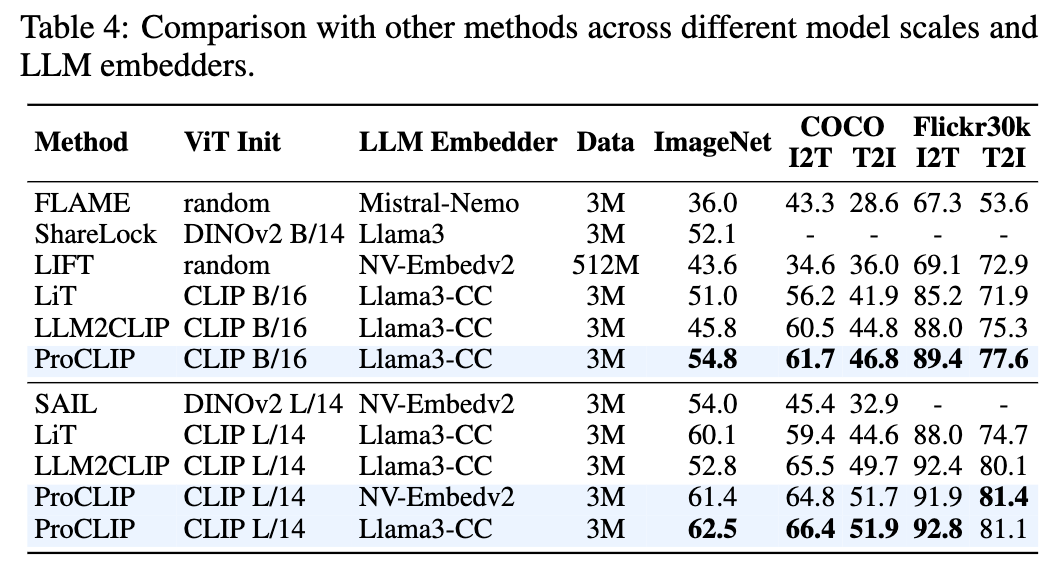 Table 4: Comparison with other methods across different model scales and
LLM embedders.
Method ViT Init LLM Embedder Data ImageNet COCO Flickr30k
I2T T2I I2T T2I
FLAME random Mistral-Nemo 3M 36.0 43.3 28.6 67.3 53.6
ShareLock DINOv2 B/14 Llama3 3M 52.1 - - - -
LIFT random NV-Embedv2 512M 43.6 34.6 36.0 69.1 72.9
LiT CLIP B/16 Llama3-CC 3M 51.0 56.2 41.9 85.2 71.9
LLM2CLIP CLIP B/16 Llama3-CC 3M 45.8 60.5 44.8 88.0 75.3
ProCLIP CLIP B/16 Llama3-CC 3M 54.8 61.7 46.8 89.4 77.6
SAIL DINOv2 L/14 NV-Embedv2 3M 54.0 45.4 32.9 - -
LiT CLIP L/14 Llama3-CC 3M 60.1 59.4 44.6 88.0 74.7
LLM2CLIP CLIP L/14 Llama3-CC 3M 52.8 65.5 49.7 92.4 80.1
ProCLIP CLIP L/14 NV-Embedv2 3M 61.4 64.8 51.7 91.9 81.4
ProCLIP CLIP L/14 Llama3-CC 3M 62.5 66.4 51.9 92.8 81.1